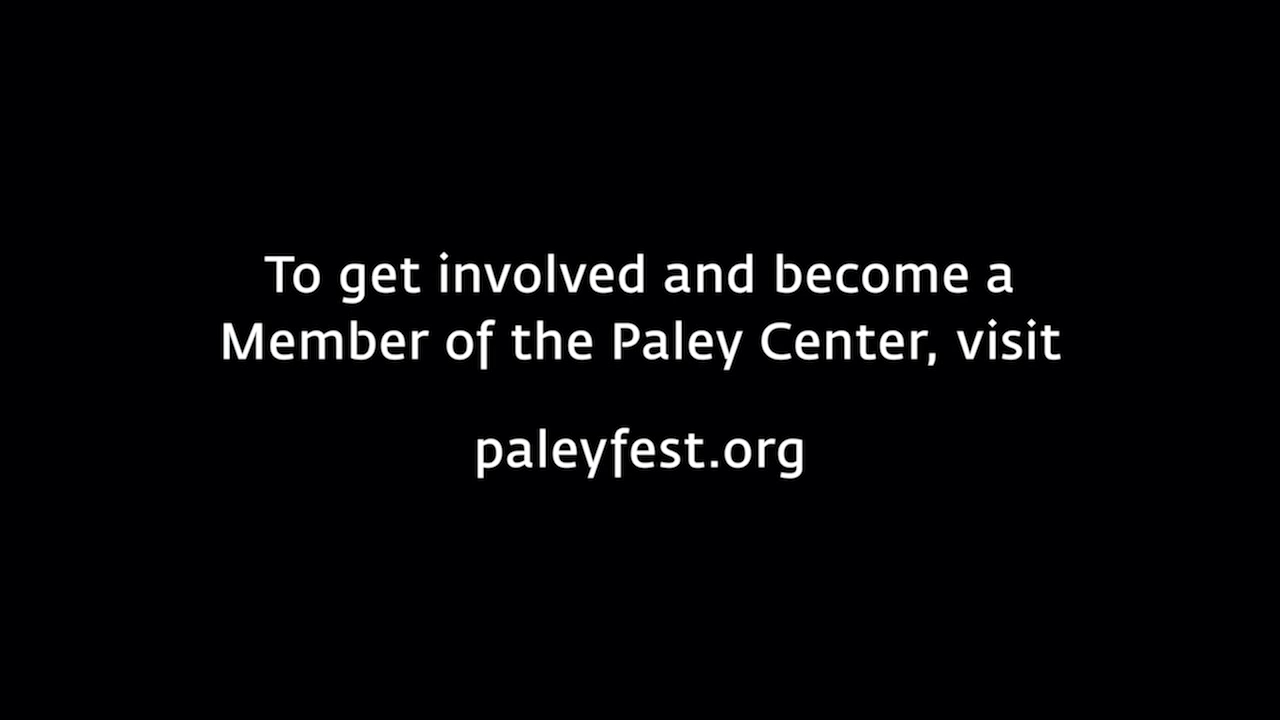 To get involved and become a
Member of the Paley Center, visit
paleyfest.org